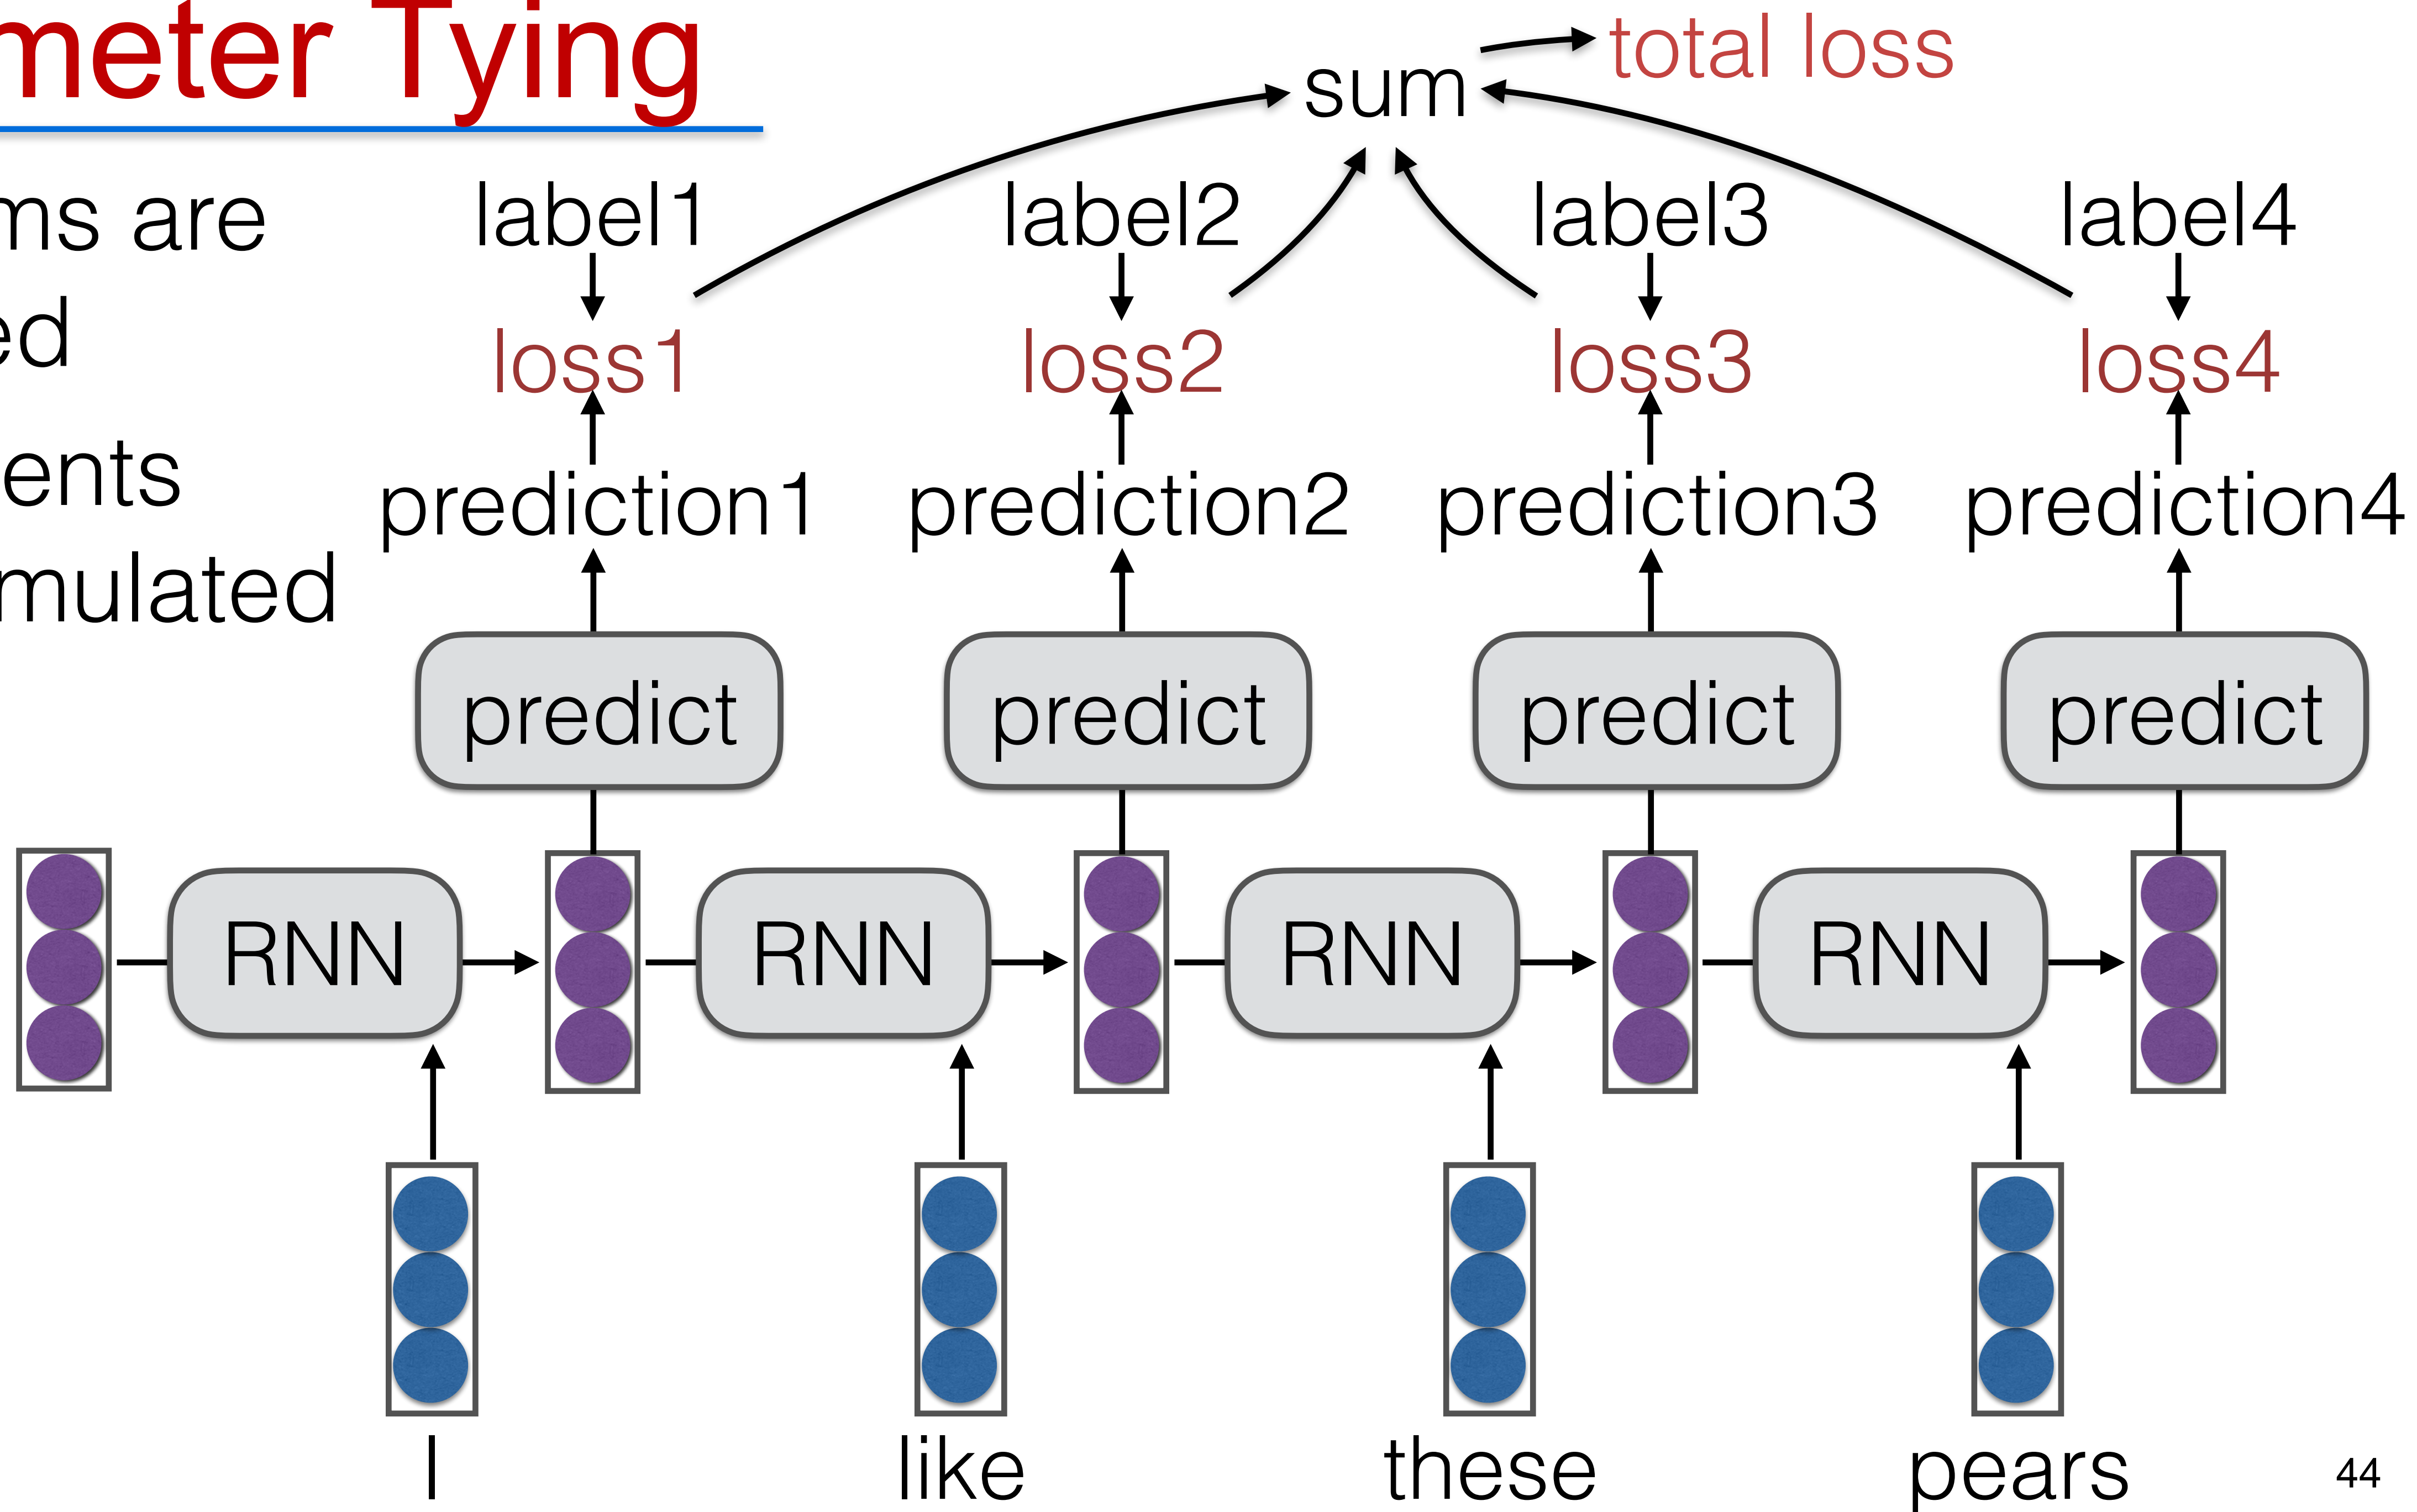 meter Tying
total loss
sum
ms are
label1 label2 label3 label4
ed
loss1 loss2 loss3 loss4
ents
prediction1 prediction2 prediction3 prediction4
mulated
predict predict predict predict
RNN RNN RNN RNN
I like these pears
44